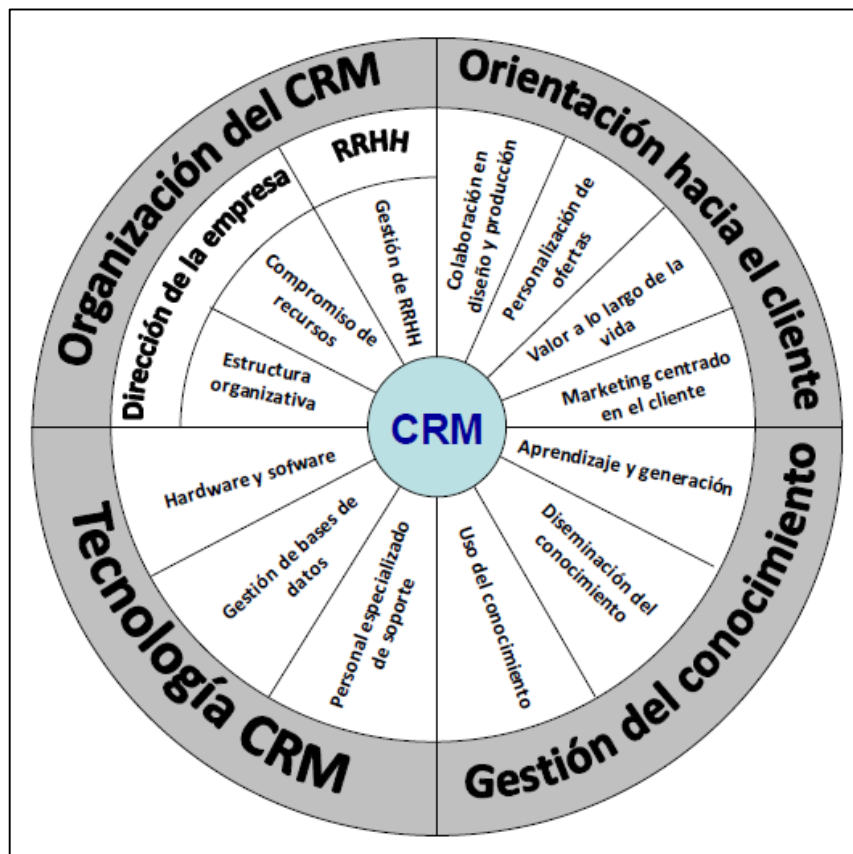 Organización del CRM
Orientación hacia el cliente
Gestión del conocimiento
Tecnología CRM
RRHH
Dirección de la empresa
Gestión de RRHH
Compromiso de
recursos
Estructura
organizativa
Colaboración en
diseño y producción
Personalización de
ofertas
Valor a lo largo de la
vida
Marketing centrado
en el cliente
Aprendizaje y generación
Diseminación del
conocimiento
Uso del conocimiento
Personal especializado
de soporte
Gestión de bases de
datos
Hardware y sofware
CRM